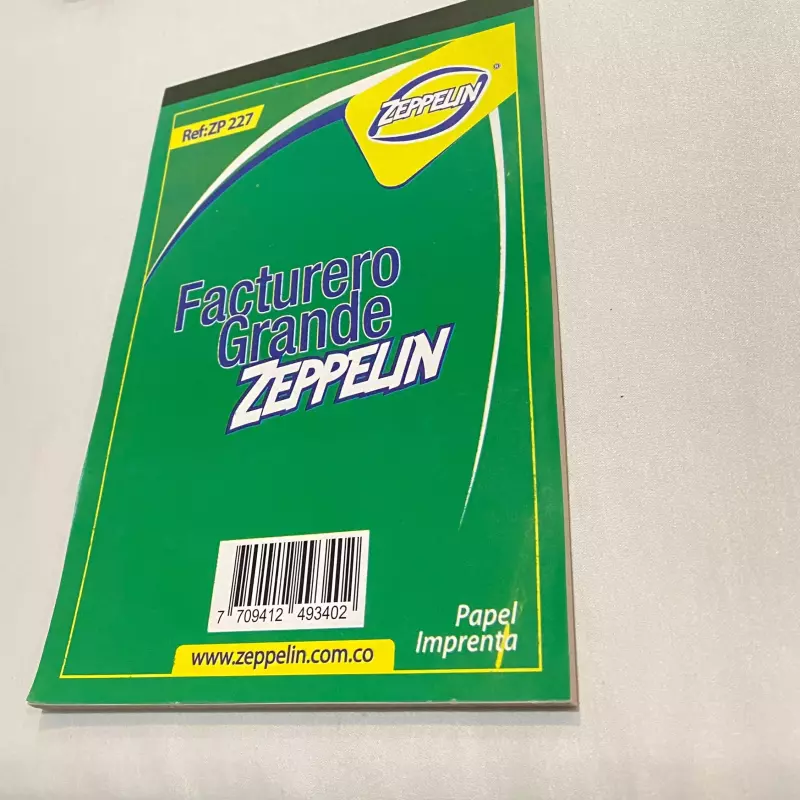 ZEPPELIN
Ref:ZP 227
Facturero
Grande
ZEPPELIN
7 709412 493402
Papel
Imprenta
www.zeppelin.com.co